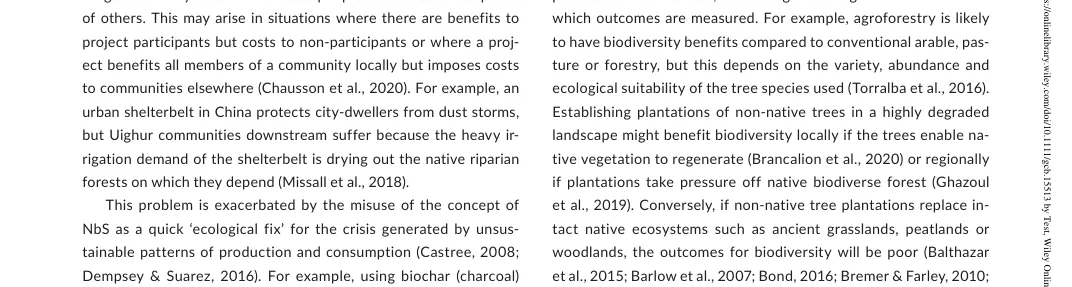 of others. This may arise in situations where there are benefits to
project participants but costs to non-participants or where a proj-
ect benefits all members of a community locally but imposes costs
to communities elsewhere (Chausson et al., 2020). For example, an
urban shelterbelt in China protects city-dwellers from dust storms,
but Uighur communities downstream suffer because the heavy ir-
rigation demand of the shelterbelt is drying out the native riparian
forests on which they depend (Missall et al., 2018).
This problem is exacerbated by the misuse of the concept of
NbS as a quick ‘ecological fix’ for the crisis generated by unsus-
tainable patterns of production and consumption (Castree, 2008;
Dempsey & Suarez, 2016). For example, using biochar (charcoal)
which outcomes are measured. For example, agroforestry is likely
to have biodiversity benefits compared to conventional arable, pas-
ture or forestry, but this depends on the variety, abundance and
ecological suitability of the tree species used (Torralba et al., 2016).
Establishing plantations of non-native trees in a highly degraded
landscape might benefit biodiversity locally if the trees enable na-
tive vegetation to regenerate (Brancalion et al., 2020) or regionally
if plantations take pressure off native biodiverse forest (Ghazoul
et al., 2019). Conversely, if non-native tree plantations replace in-
tact native ecosystems such as ancient grasslands, peatlands or
woodlands, the outcomes for biodiversity will be poor (Balthazar
et al., 2015; Barlow et al., 2007; Bond, 2016; Bremer & Farley, 2010;
s://onlinelibrary.wiley.com/doi/10.1111/gcb.15513 by Test, Wiley Onlin